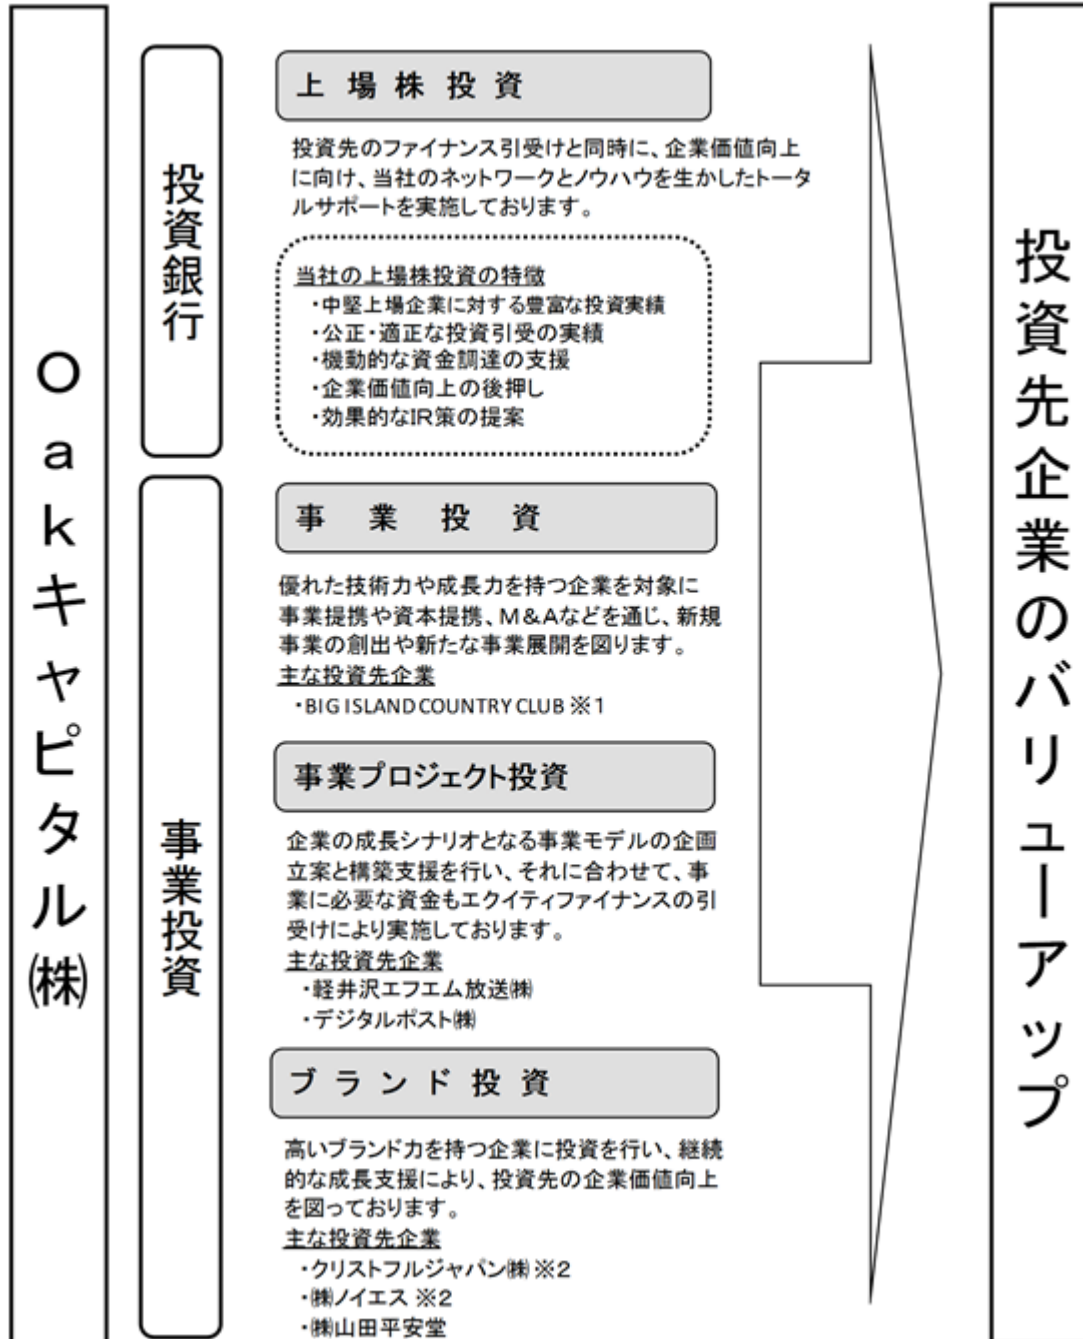 Oakキャピタル㈱
投資銀行
上場株投資
投資先のファイナンス引受けと同時に、企業価値向上
に向け、当社のネットワークとノウハウを生かしたトータ
ルサポートを実施しております。
当社の上場株投資の特徴
・中堅上場企業に対する豊富な投資実績
・公正・適正な投資引受の実績
・機動的な資金調達の支援
・企業価値向上の後押し
・効果的なIR策の提案
事業投資
事業投資
優れた技術力や成長力を持つ企業を対象に
事業提携や資本提携、M&Aなどを通じ、新規
事業の創出や新たな事業展開を図ります。
主な投資先企業
・BIG ISLAND COUNTRY CLUB ※1
事業プロジェクト投資
企業の成長シナリオとなる事業モデルの企画
立案と構築支援を行い、それに合わせて、事
業に必要な資金もエクイティファイナンスの引
受けにより実施しております。
主な投資先企業
・軽井沢エフエム放送㈱
・デジタルポスト㈱
ブランド投資
高いブランド力を持つ企業に投資を行い、継続
的な成長支援により、投資先の企業価値向上
を図っております。
主な投資先企業
・クリストフルジャパン㈱ ※2
・㈱ノイエス ※2
・㈱山田平安堂
投資先企業のバリューアップ